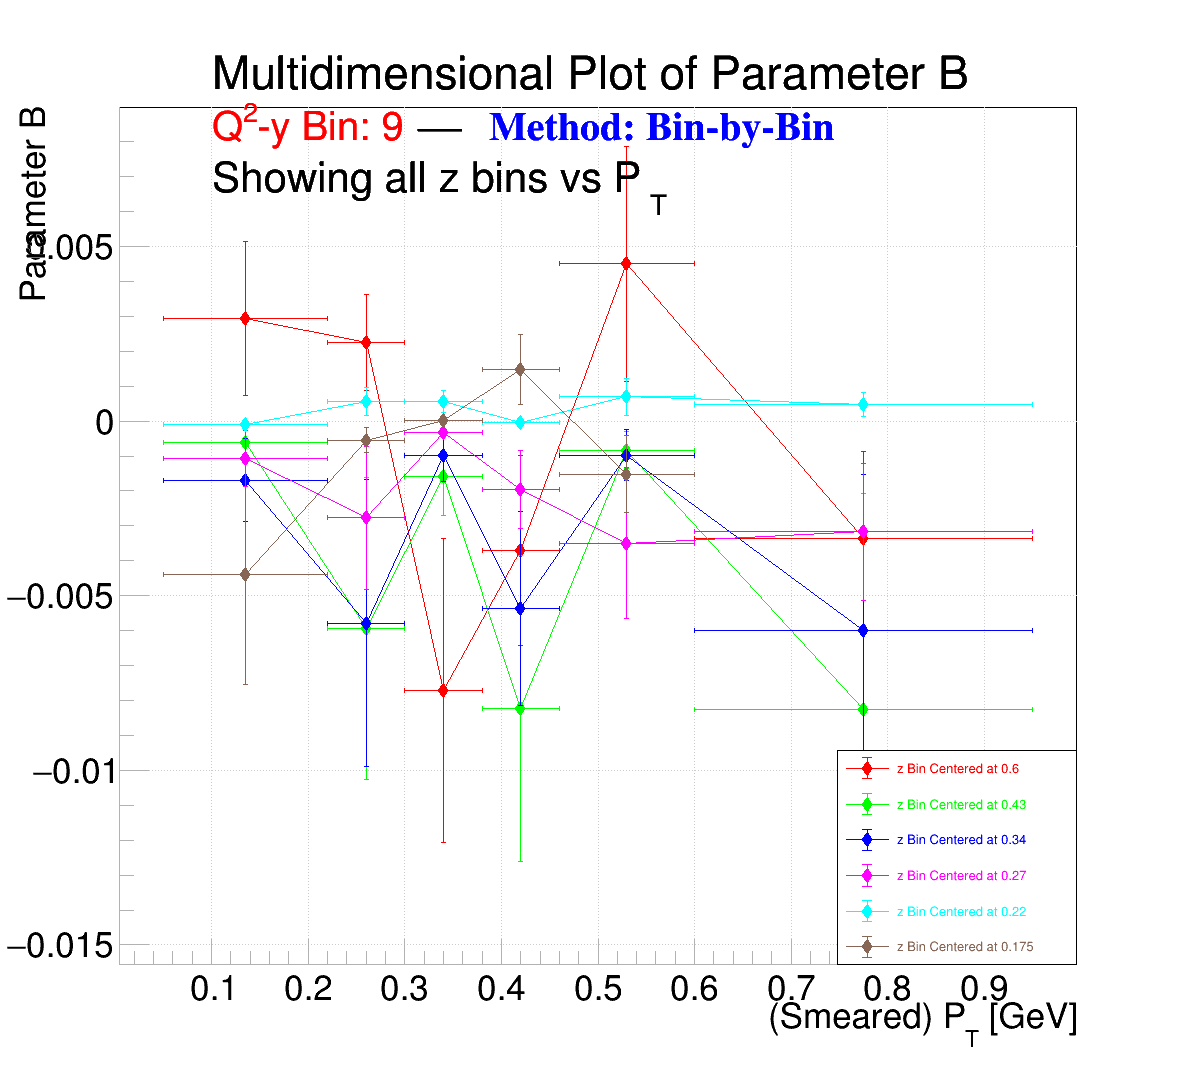 Multidimensional Plot of Parameter B
Q²-y Bin: 9 — Method: Bin-by-Bin
Showing all z bins vs P_T
Parameter B
0.005
0
−0.005
−0.01
−0.015
z Bin Centered at 0.6
z Bin Centered at 0.43
z Bin Centered at 0.34
z Bin Centered at 0.27
z Bin Centered at 0.22
z Bin Centered at 0.175
0.1 0.2 0.3 0.4 0.5 0.6 0.7 0.8 0.9
(Smeared) P_T [GeV]